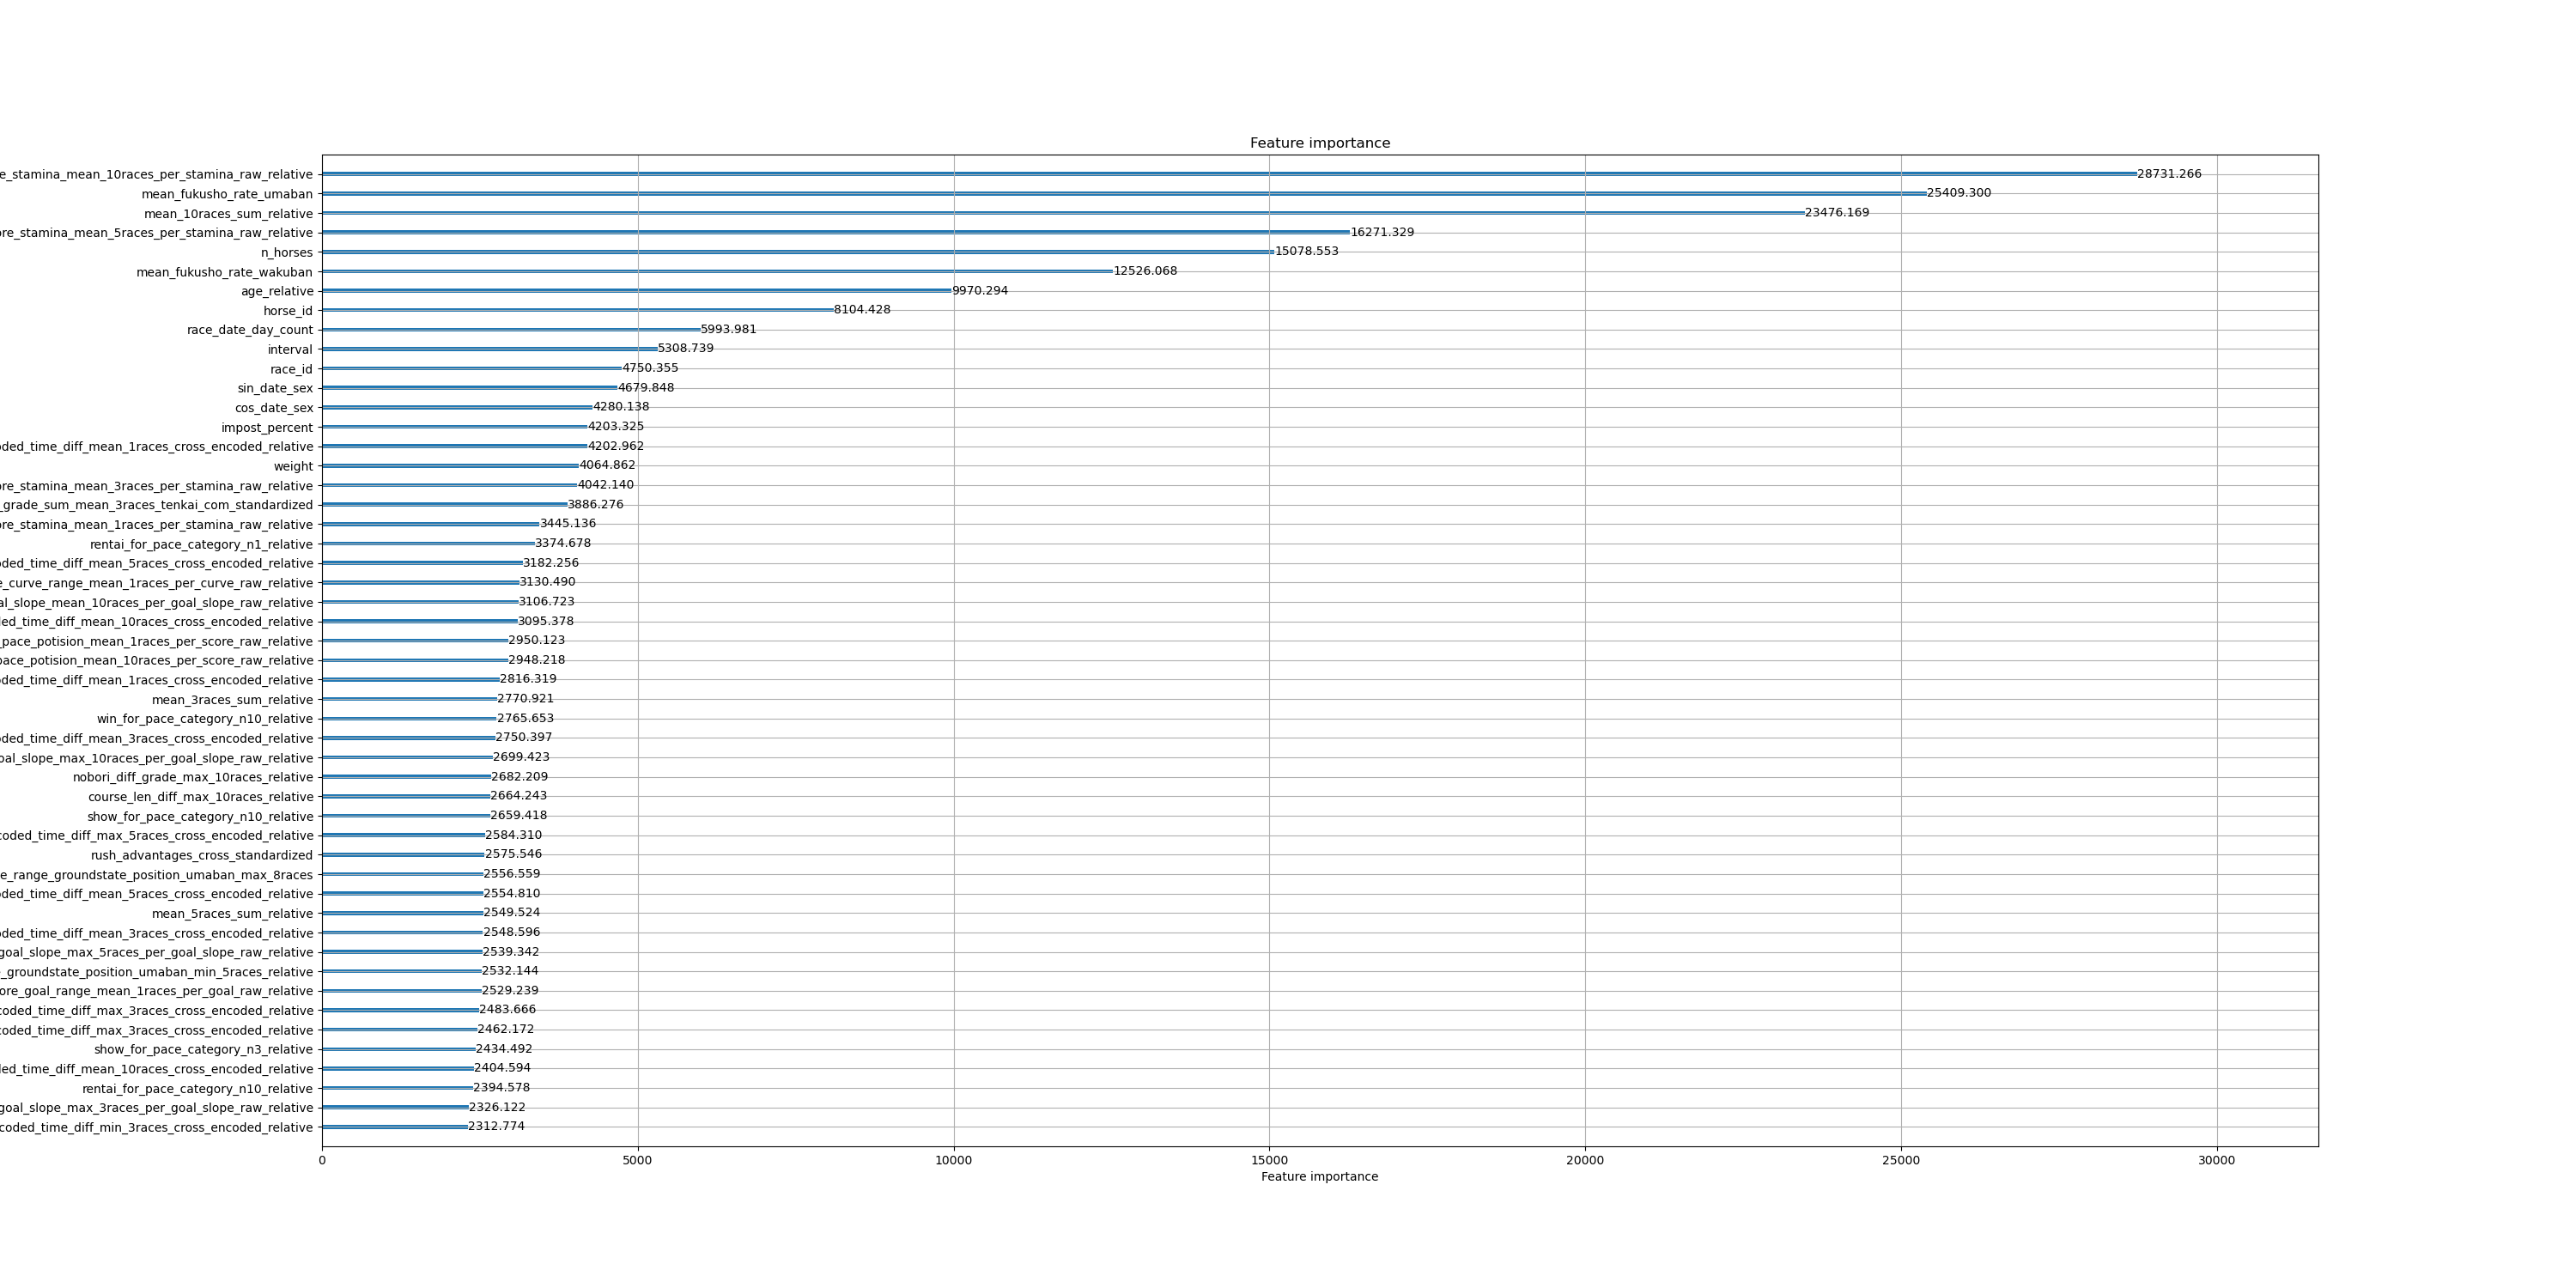 Feature importance
e_stamina_mean_10races_per_stamina_raw_relative 28731.266
mean_fukusho_rate_umaban 25409.300
mean_10races_sum_relative 23476.169
ore_stamina_mean_5races_per_stamina_raw_relative 16271.329
n_horses 15078.553
mean_fukusho_rate_wakuban 12526.068
age_relative 9970.294
horse_id 8104.428
race_date_day_count 5993.981
interval 5308.739
race_id 4750.355
sin_date_sex 4679.848
cos_date_sex 4280.138
impost_percent 4203.325
oded_time_diff_mean_1races_cross_encoded_relative 4202.962
weight 4064.862
ore_stamina_mean_3races_per_stamina_raw_relative 4042.140
_grade_sum_mean_3races_tenkai_com_standardized 3886.276
ore_stamina_mean_1races_per_stamina_raw_relative 3445.136
rentai_for_pace_category_n1_relative 3374.678
oded_time_diff_mean_5races_cross_encoded_relative 3182.256
e_curve_range_mean_1races_per_curve_raw_relative 3130.490
al_slope_mean_10races_per_goal_slope_raw_relative 3106.723
led_time_diff_mean_10races_cross_encoded_relative 3095.378
_pace_potision_mean_1races_per_score_raw_relative 2950.123
pace_potision_mean_10races_per_score_raw_relative 2948.218
oded_time_diff_mean_1races_cross_encoded_relative 2816.319
mean_3races_sum_relative 2770.921
win_for_pace_category_n10_relative 2765.653
oded_time_diff_mean_3races_cross_encoded_relative 2750.397
oal_slope_max_10races_per_goal_slope_raw_relative 2699.423
nobori_diff_grade_max_10races_relative 2682.209
course_len_diff_max_10races_relative 2664.243
show_for_pace_category_n10_relative 2659.418
coded_time_diff_max_5races_cross_encoded_relative 2584.310
rush_advantages_cross_standardized 2575.546
e_range_groundstate_position_umaban_max_8races 2556.559
oded_time_diff_mean_5races_cross_encoded_relative 2554.810
mean_5races_sum_relative 2549.524
oded_time_diff_mean_3races_cross_encoded_relative 2548.596
goal_slope_max_5races_per_goal_slope_raw_relative 2539.342
_groundstate_position_umaban_min_5races_relative 2532.144
ore_goal_range_mean_1races_per_goal_raw_relative 2529.239
coded_time_diff_max_3races_cross_encoded_relative 2483.666
coded_time_diff_max_3races_cross_encoded_relative 2462.172
show_for_pace_category_n3_relative 2434.492
led_time_diff_mean_10races_cross_encoded_relative 2404.594
rentai_for_pace_category_n10_relative 2394.578
goal_slope_max_3races_per_goal_slope_raw_relative 2326.122
coded_time_diff_min_3races_cross_encoded_relative 2312.774
0 5000 10000 15000 20000 25000 30000
Feature importance